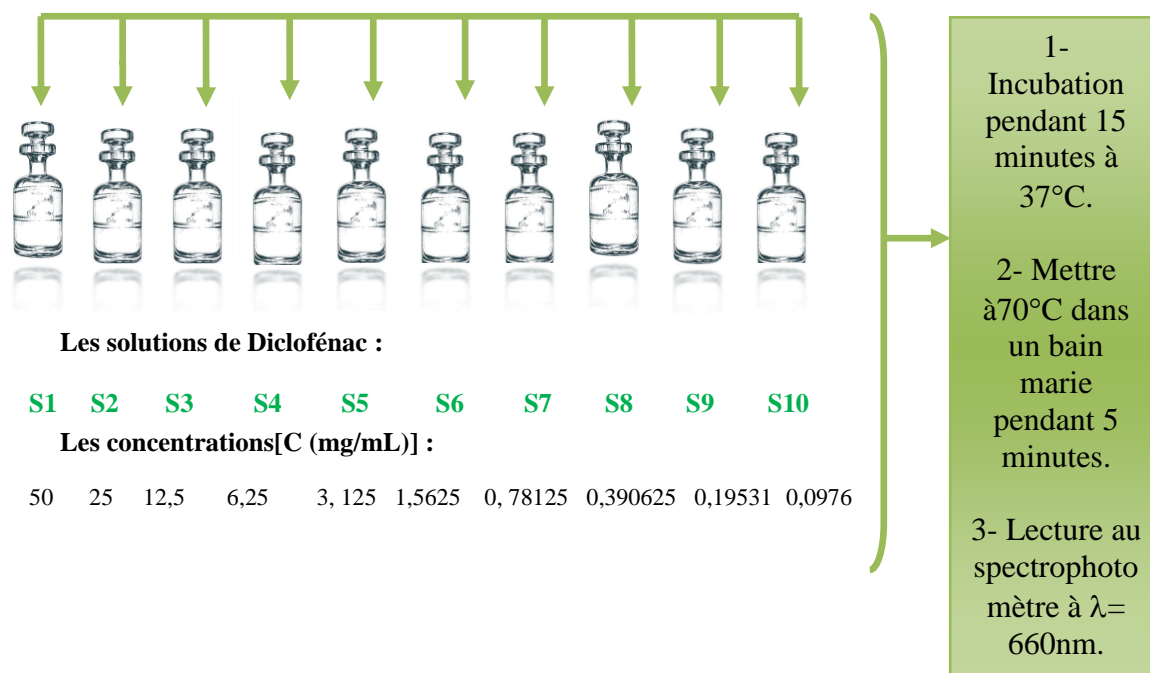 Les solutions de Diclofénac :
S1 S2 S3 S4 S5 S6 S7 S8 S9 S10
Les concentrations[C (mg/mL)] :
50 25 12,5 6,25 3, 125 1,5625 0, 78125 0,390625 0,19531 0,0976
1-
Incubation
pendant 15
minutes à
37°C.
2- Mettre
à70°C dans
un bain
marie
pendant 5
minutes.
3- Lecture au
spectrophoto
mètre à λ=
660nm.